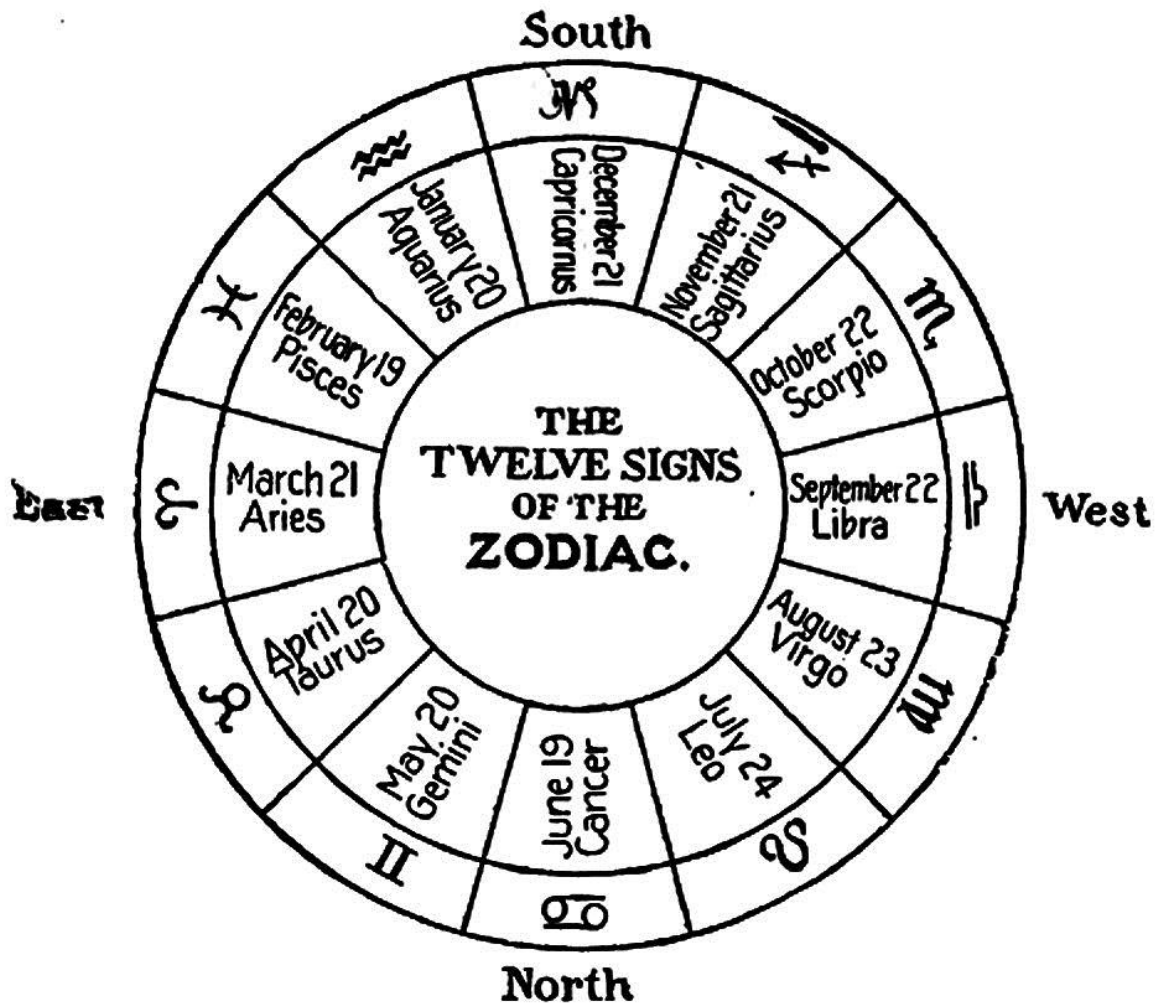 South
December 21
Capricornus
November 21
Sagittarius
October 22
Scorpio
September 22
Libra
West
August 23
Virgo
July 24
Leo
June 19
Cancer
North
May. 20
Gemini
April 20
Taurus
March 21
Aries
East
February 19
Pisces
January 20
Aquarius
THE
TWELVE SIGNS
OF THE
ZODIAC.
♑
♐
♏
♎
♍
♌
♋
♊
♉
♈
♓
♒